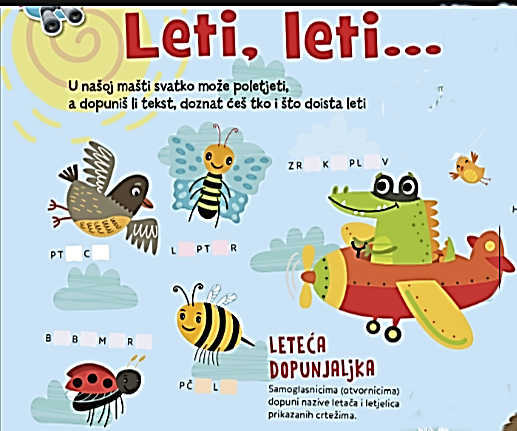 Leti, leti...
U našoj mašti svatko može poletjeti,
a dopuniš li tekst, doznat ćeš tko i što doista leti
ZR K PL V
PT C
L PT R
B B M R
PČ L
LETEĆA
DOPUNJALJKA
Samoglasnicima (otvornicima)
dopuni nazive letača i letjelica
prikazanih crtežima.